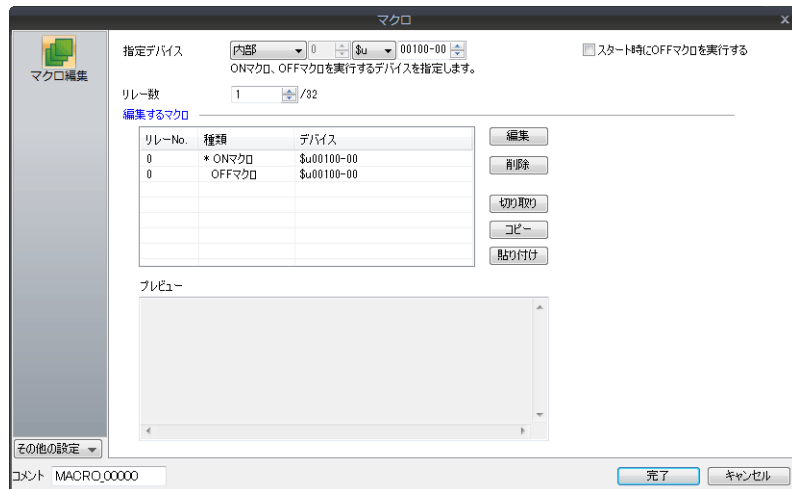 マクロ x
マクロ編集
指定デバイス 内部 0 $u 00100-00 スタート時にOFFマクロを実行する
ONマクロ、OFFマクロを実行するデバイスを指定します。
リレー数 1 /32
編集するマクロ
リレーNo. 種類 デバイス 編集
0 * ONマクロ $u00100-00
0 OFFマクロ $u00100-00
削除
切り取り
コピー
貼り付け
プレビュー
その他の設定
コメント MACRO_00000 完了 キャンセル